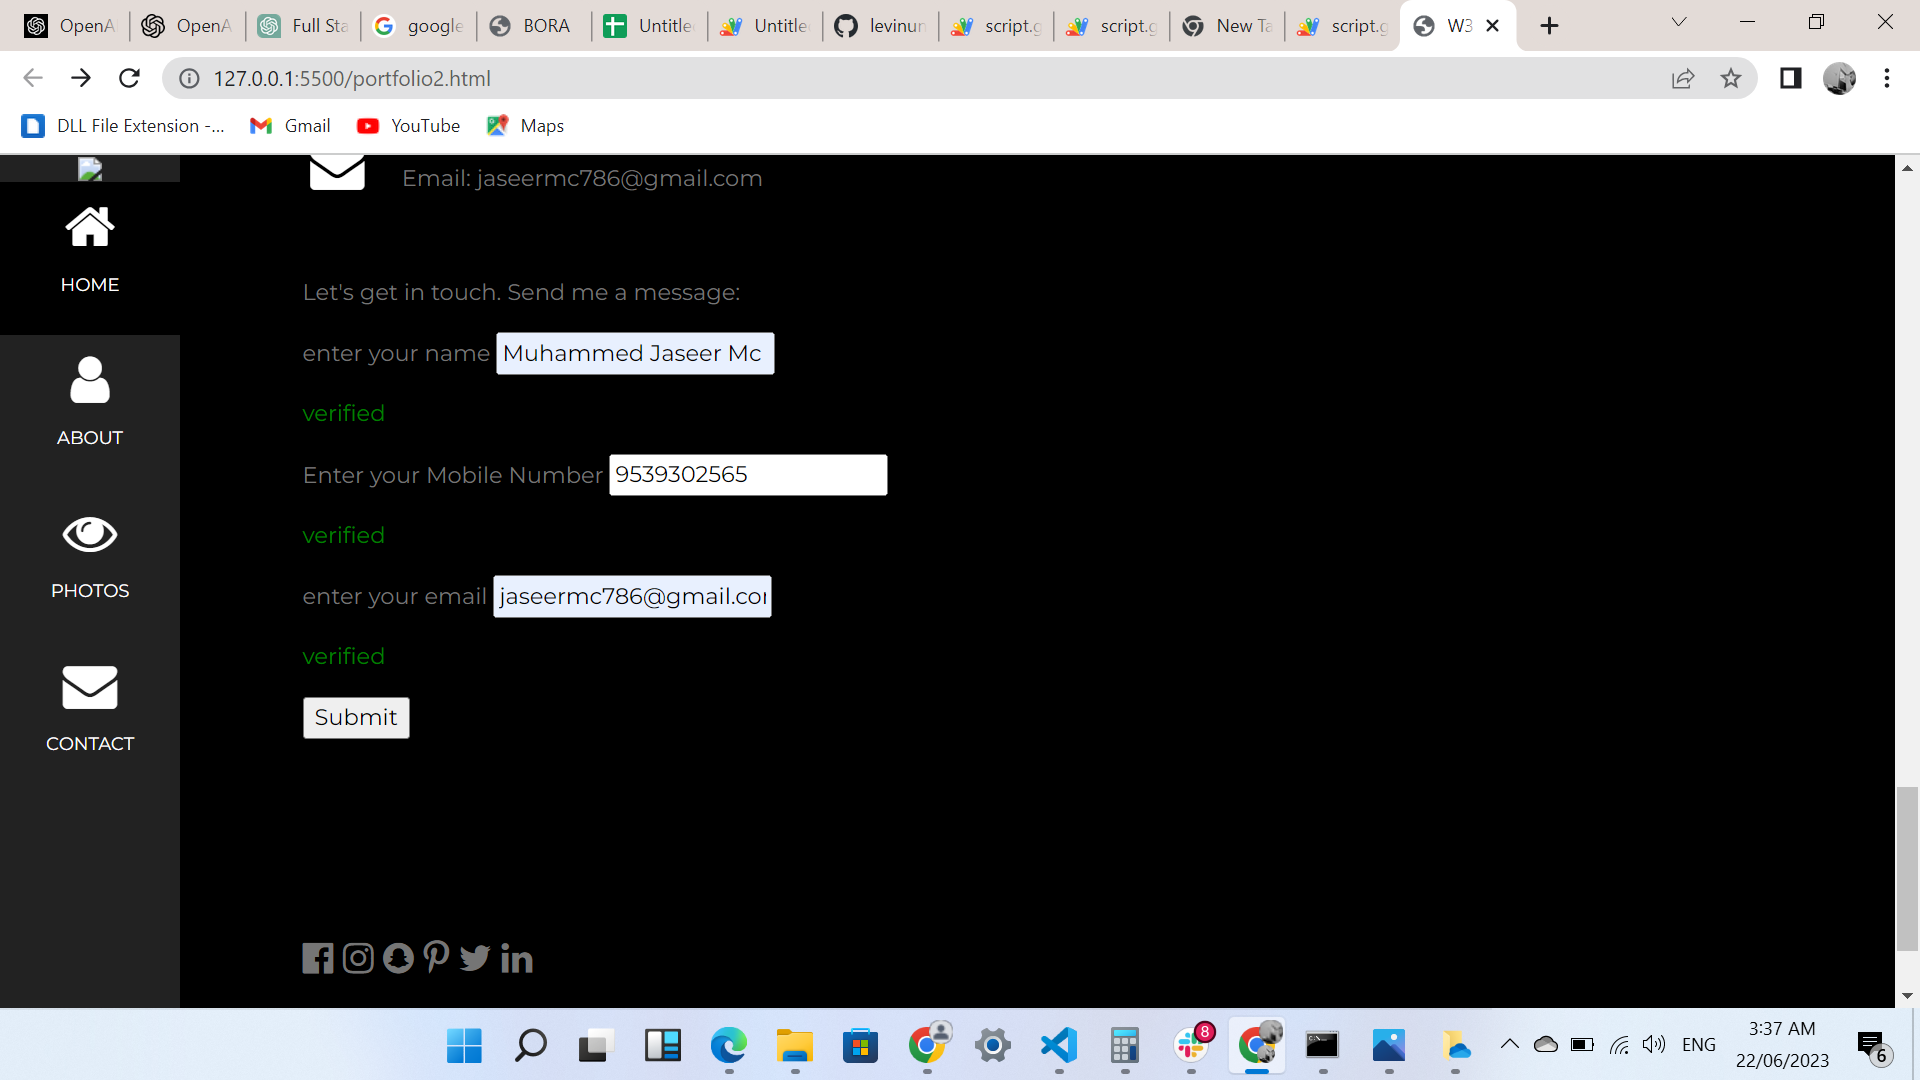 OpenA OpenA Full Sta google BORA Untitle Untitle levinun script.g script.g New Ta script.g W3
127.0.0.1:5500/portfolio2.html
DLL File Extension -... Gmail YouTube Maps
Email: jaseermc786@gmail.com
HOME
ABOUT
PHOTOS
CONTACT
Let's get in touch. Send me a message:
enter your name Muhammed Jaseer Mc
verified
Enter your Mobile Number 9539302565
verified
enter your email jaseermc786@gmail.cor
verified
Submit
8
ENG
3:37 AM
22/06/2023
6